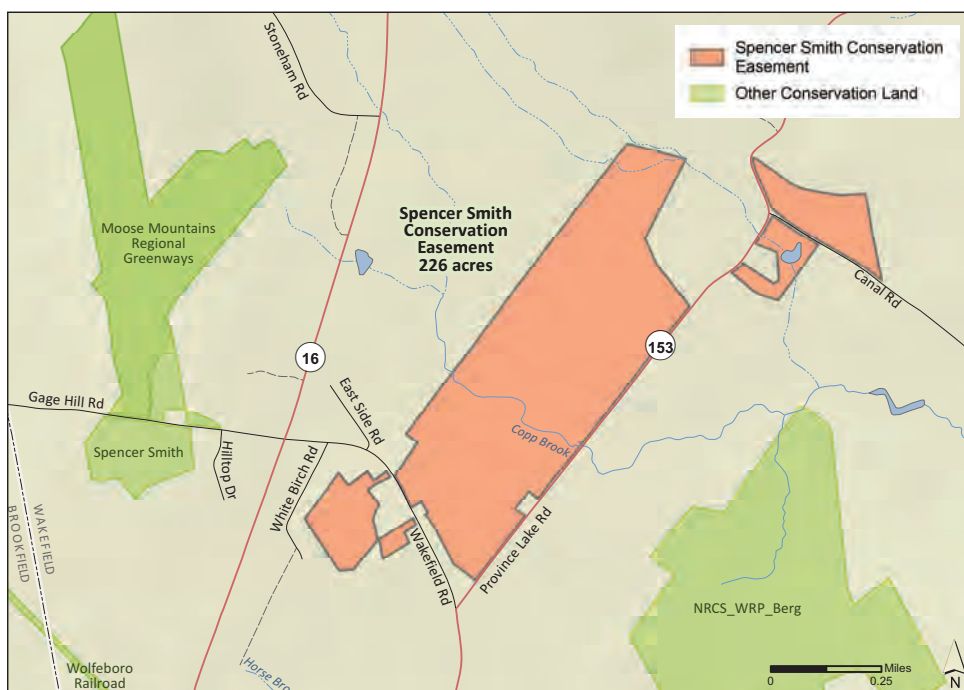 Spencer Smith Conservation
Easement
Other Conservation Land
Stoneham Rd
Moose Mountains
Regional
Greenways
Spencer Smith
Conservation
Easement
226 acres
Canal Rd
16
153
Gage Hill Rd
East Side Rd
Copp Brook
Spencer Smith
Hilltop Dr
White Birch Rd
Wakefield Rd
Province Lake Rd
WAKEFIELD
BROOKFIELD
NRCS_WRP_Berg
Wolfeboro
Railroad
Horse Bro
Miles
0
0.25
N